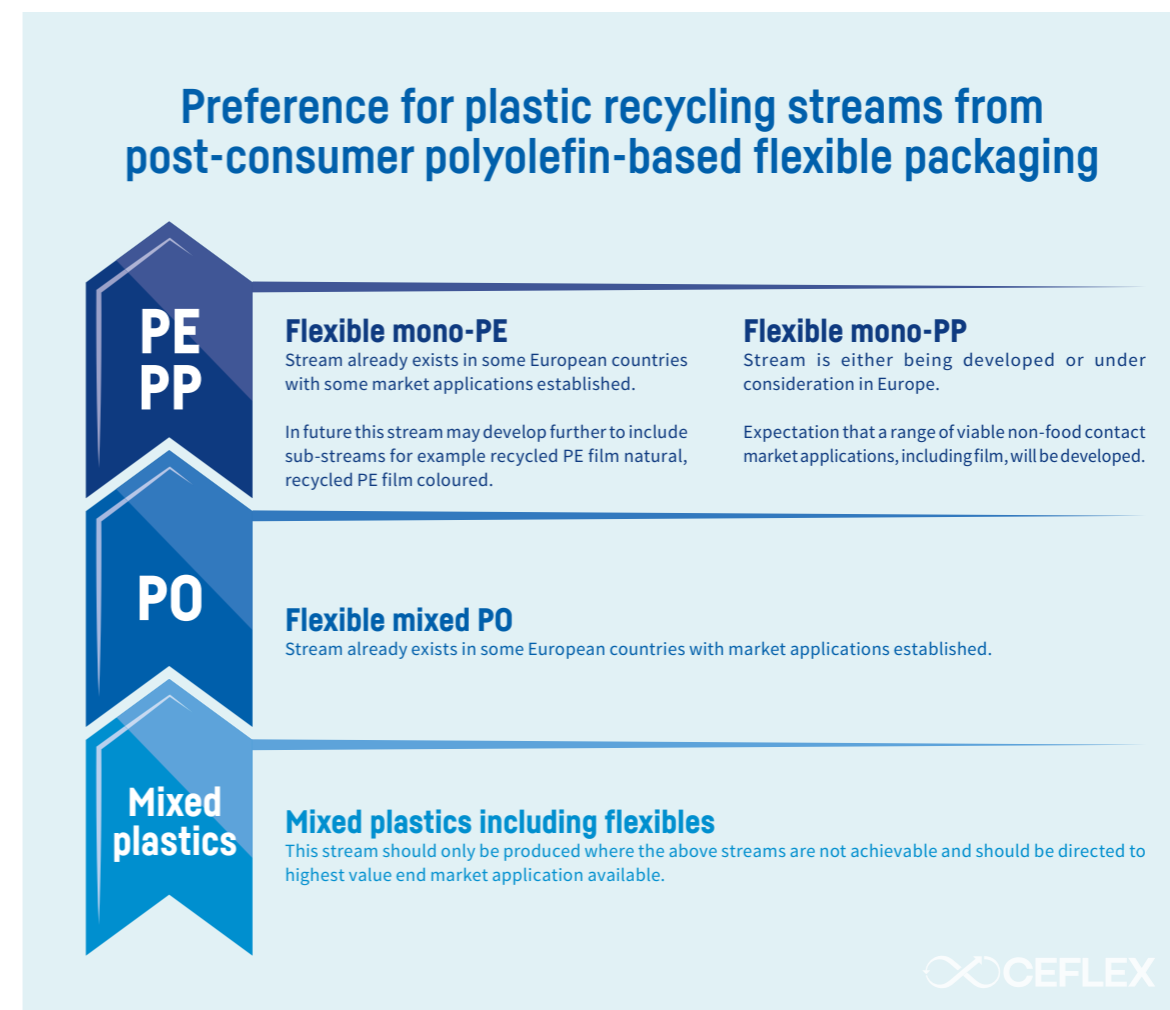 Preference for plastic recycling streams from
post-consumer polyolefin-based flexible packaging
PE
PP
Flexible mono-PE
Stream already exists in some European countries
with some market applications established.
In future this stream may develop further to include
sub-streams for example recycled PE film natural,
recycled PE film coloured.
Flexible mono-PP
Stream is either being developed or under
consideration in Europe.
Expectation that a range of viable non-food contact
market applications, including film, will be developed.
PO
Flexible mixed PO
Stream already exists in some European countries with market applications established.
Mixed
plastics
Mixed plastics including flexibles
This stream should only be produced where the above streams are not achievable and should be directed to
highest value end market application available.
CEFLEX